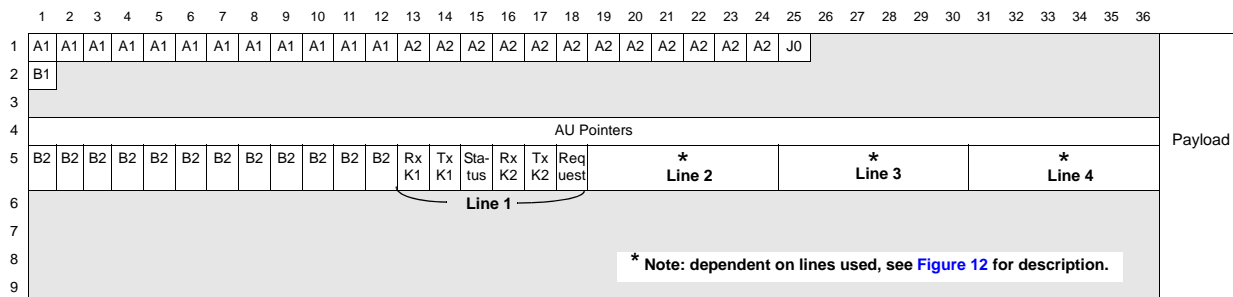 1 2 3 4 5 6 7 8 9 10 11 12 13 14 15 16 17 18 19 20 21 22 23 24 25 26 27 28 29 30 31 32 33 34 35 36
1 A1 A1 A1 A1 A1 A1 A1 A1 A1 A1 A1 A1 A2 A2 A2 A2 A2 A2 A2 A2 A2 A2 A2 A2 J0
2 B1
3
4 AU Pointers
Payload
5 B2 B2 B2 B2 B2 B2 B2 B2 B2 B2 B2 B2 Rx Tx Sta- Rx Tx Req * * *
K1 K1 tus K2 K2 uest Line 2 Line 3 Line 4
6 Line 1
7
8 * Note: dependent on lines used, see Figure 12 for description.
9